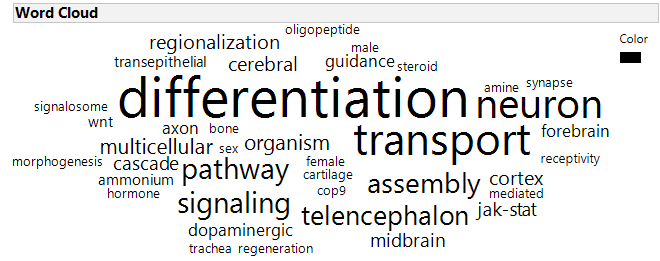 Word Cloud
oligopeptide
Color
regionalization
male
transepithelial
cerebral
guidance
steroid
differentiation
amine
synapse
neuron
signalosome
wnt
axon
bone
transport
forebrain
multicellular
sex
organism
morphogenesis
cascade
pathway
female
receptivity
ammonium
cartilage
assembly
cortex
hormone
cop9
mediated
signaling
telencephalon
jak-stat
dopaminergic
midbrain
trachea
regeneration